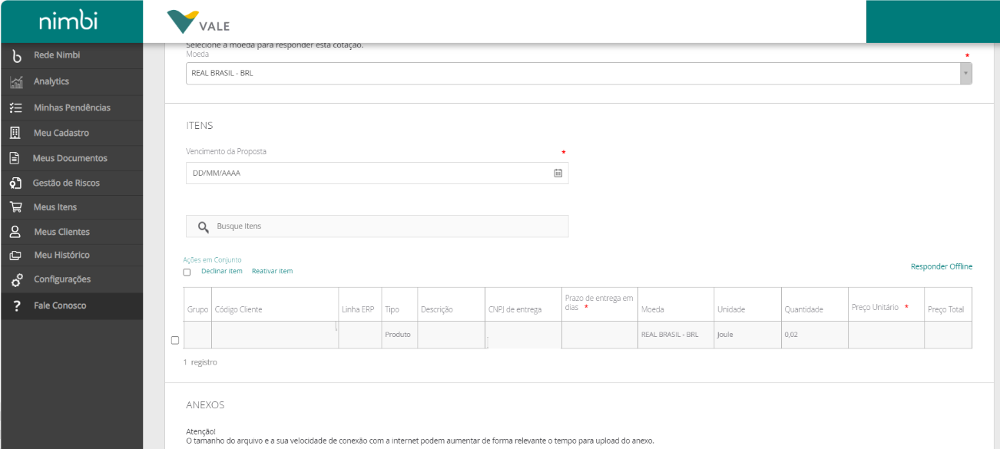 nimbi
VALE
Rede Nimbi
Analytics
Minhas Pendências
Meu Cadastro
Meus Documentos
Gestão de Riscos
Meus Itens
Meus Clientes
Meu Histórico
Configurações
? Fale Conosco
Selecione a moeda para responder esta cotação.
Moeda *
REAL BRASIL - BRL
ITENS
Vencimento da Proposta *
DD/MM/AAAA
Busque Itens
Ações em Conjunto
Declinar item Reativar item
Responder Offline
Grupo Código Cliente Linha ERP Tipo Descrição CNPJ de entrega Prazo de entrega em dias * Moeda Unidade Quantidade Preço Unitário * Preço Total
Produto REAL BRASIL - BRL Joule 0,02
1 registro
ANEXOS
Atenção!
O tamanho do arquivo e a sua velocidade de conexão com a internet podem aumentar de forma relevante o tempo para upload do anexo.